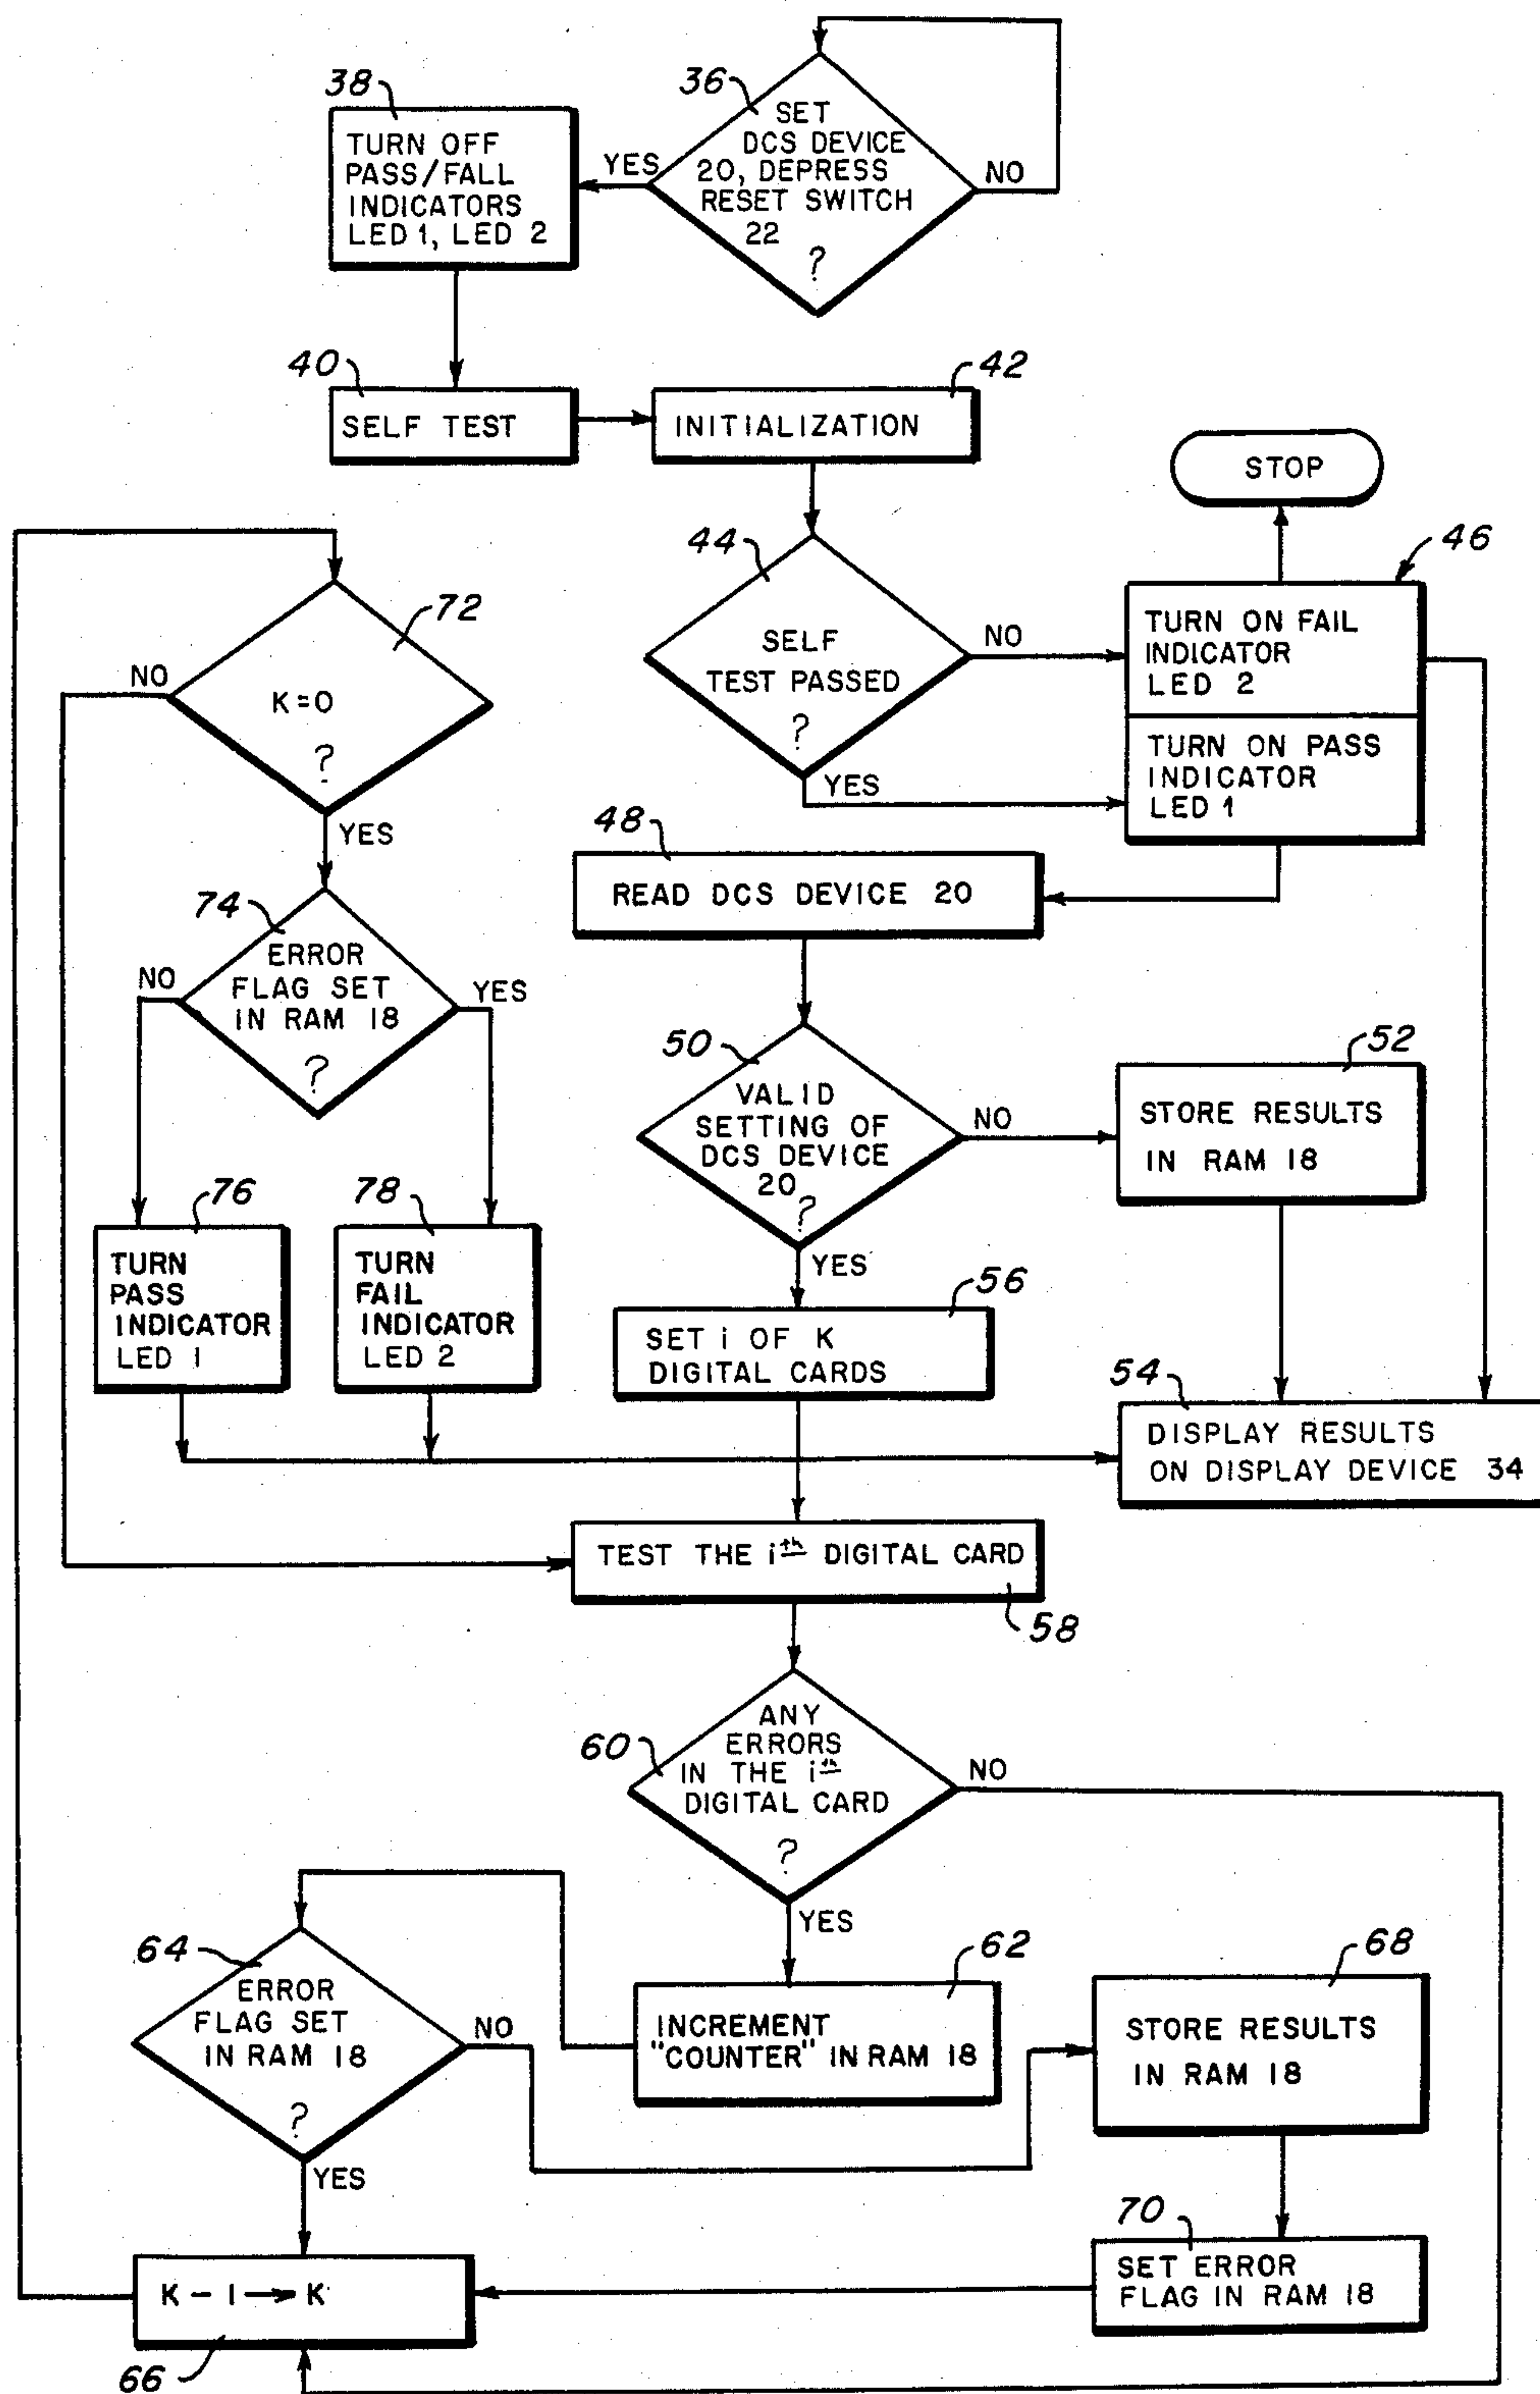 36
SET
DCS DEVICE
20, DEPRESS
RESET SWITCH
22
?
YES
NO
38
TURN OFF
PASS/FALL
INDICATORS
LED 1, LED 2
40
SELF TEST
42
INITIALIZATION
STOP
44
SELF
TEST PASSED
?
NO
YES
46
TURN ON FAIL
INDICATOR
LED 2
TURN ON PASS
INDICATOR
LED 1
72
K=0
?
NO
YES
48
READ DCS DEVICE 20
74
ERROR
FLAG SET
IN RAM 18
?
NO
YES
50
VALID
SETTING OF
DCS DEVICE
20
?
NO
YES
52
STORE RESULTS
IN RAM 18
76
TURN
PASS
INDICATOR
LED 1
78
TURN
FAIL
INDICATOR
LED 2
56
SET i OF K
DIGITAL CARDS
54
DISPLAY RESULTS
ON DISPLAY DEVICE 34
TEST THE ith DIGITAL CARD
58
60
ANY
ERRORS
IN THE ith
DIGITAL CARD
?
NO
YES
64
ERROR
FLAG SET
IN RAM 18
?
NO
YES
62
INCREMENT
"COUNTER" IN RAM 18
68
STORE RESULTS
IN RAM 18
70
SET ERROR
FLAG IN RAM 18
K – 1 → K
66